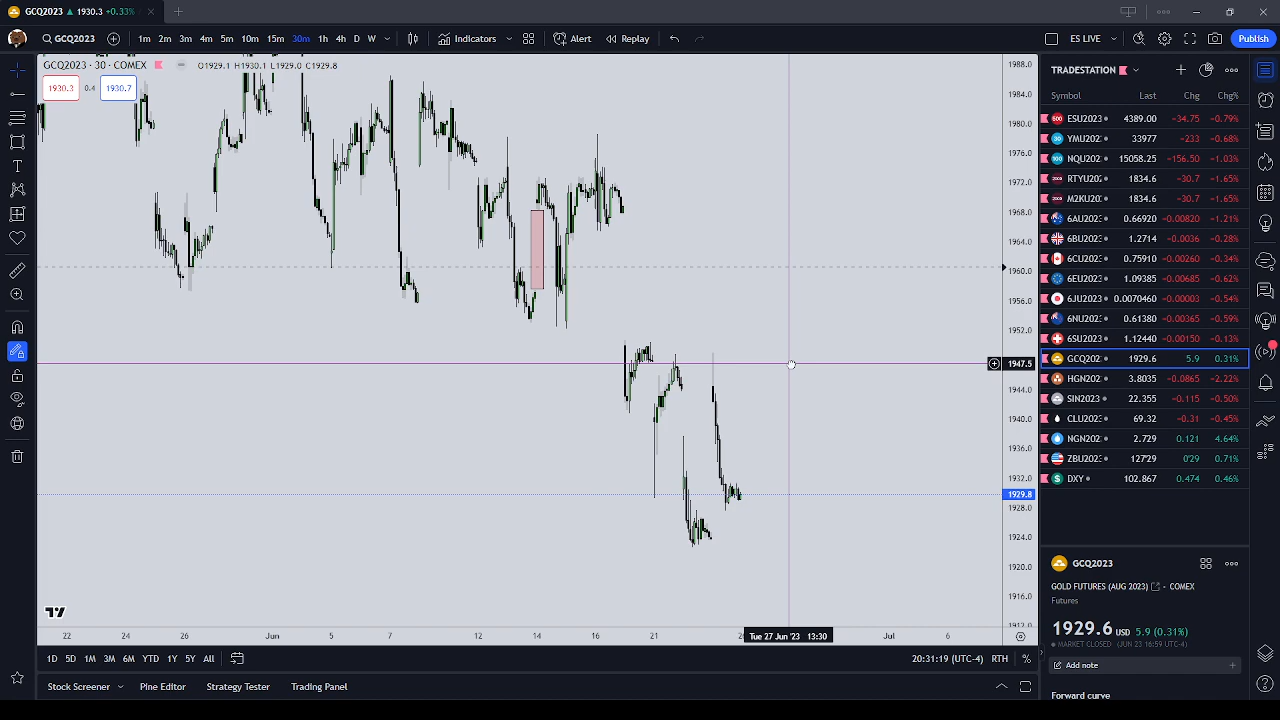 GCQ2023 ▲ 1930.3 +0.33%
GCQ2023 1m 2m 3m 4m 5m 10m 15m 30m 1h 4h D W Indicators Alert Replay ES LIVE Publish
GCQ2023 · 30 · COMEX O1929.1 H1930.1 L1929.0 C1929.8
1930.3 0.4 1930.7
1988.0
1984.0
1980.0
1976.0
1972.0
1968.0
1964.0
1960.0
1956.0
1952.0
1947.5
1944.0
1940.0
1936.0
1932.0
1929.8
1928.0
1924.0
1920.0
1916.0
1912.0
22 24 26 Jun 5 7 12 14 16 21 Tue 27 Jun '23 13:30 Jul 6
1D 5D 1M 3M 6M YTD 1Y 5Y All 20:31:19 (UTC-4) RTH %
Stock Screener Pine Editor Strategy Tester Trading Panel
TRADESTATION
Symbol Last Chg Chg%
ESU2023 4389.00 −34.75 −0.79%
YMU202 33977 −233 −0.68%
NQU202 15058.25 −156.50 −1.03%
RTYU202 1834.6 −30.7 −1.65%
M2KU20 1834.6 −30.7 −1.65%
6AU2023 0.66920 −0.00820 −1.21%
6BU2023 1.2714 −0.0036 −0.28%
6CU2023 0.75910 −0.00260 −0.34%
6EU2023 1.09385 −0.00685 −0.62%
6JU2023 0.0070460 −0.00003 −0.54%
6NU2023 0.61380 −0.00365 −0.59%
6SU2023 1.12440 −0.00150 −0.13%
GCQ202 1929.6 5.9 0.31%
HGN202 3.8035 −0.0865 −2.22%
SIN2023 22.355 −0.115 −0.50%
CLU2023 69.32 −0.31 −0.45%
NGN202 2.729 0.121 4.64%
ZBU2023 127'29 0'29 0.71%
DXY 102.867 0.474 0.46%
GCQ2023
GOLD FUTURES (AUG 2023) - COMEX
Futures
1929.6 USD 5.9 (0.31%)
MARKET CLOSED (JUN 23 16:59 UTC-4)
Add note
Forward curve